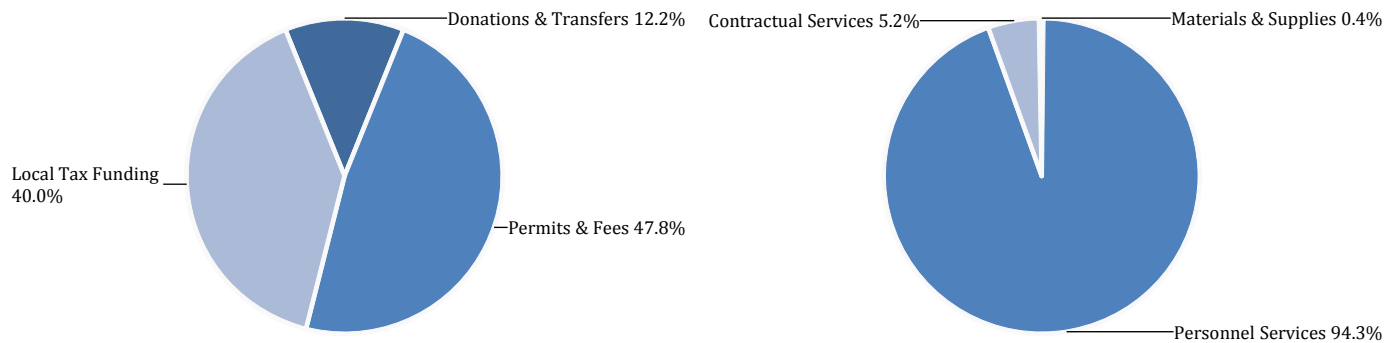 Donations & Transfers 12.2%
Local Tax Funding
40.0%
Permits & Fees 47.8%
Contractual Services 5.2%
Materials & Supplies 0.4%
Personnel Services 94.3%